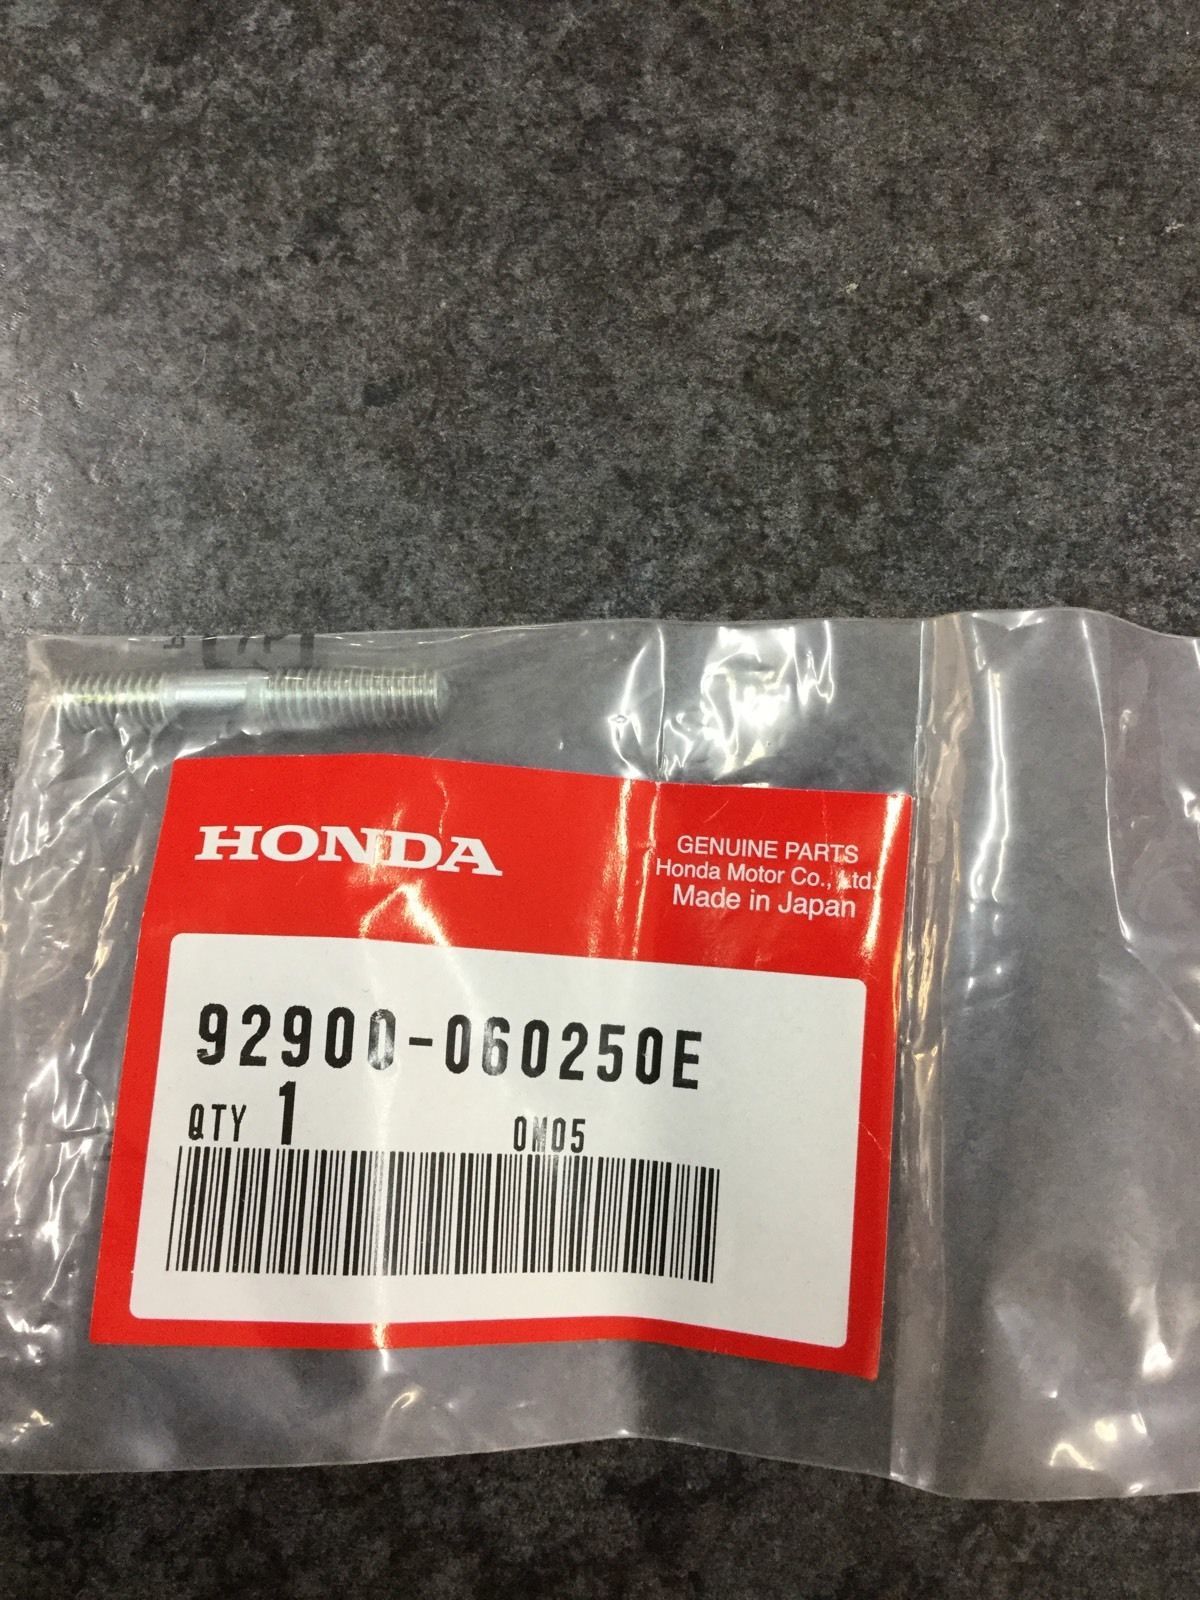 HONDA
GENUINE PARTS
Honda Motor Co., Ltd.
Made in Japan
92900-060250E
QTY 1
0M05